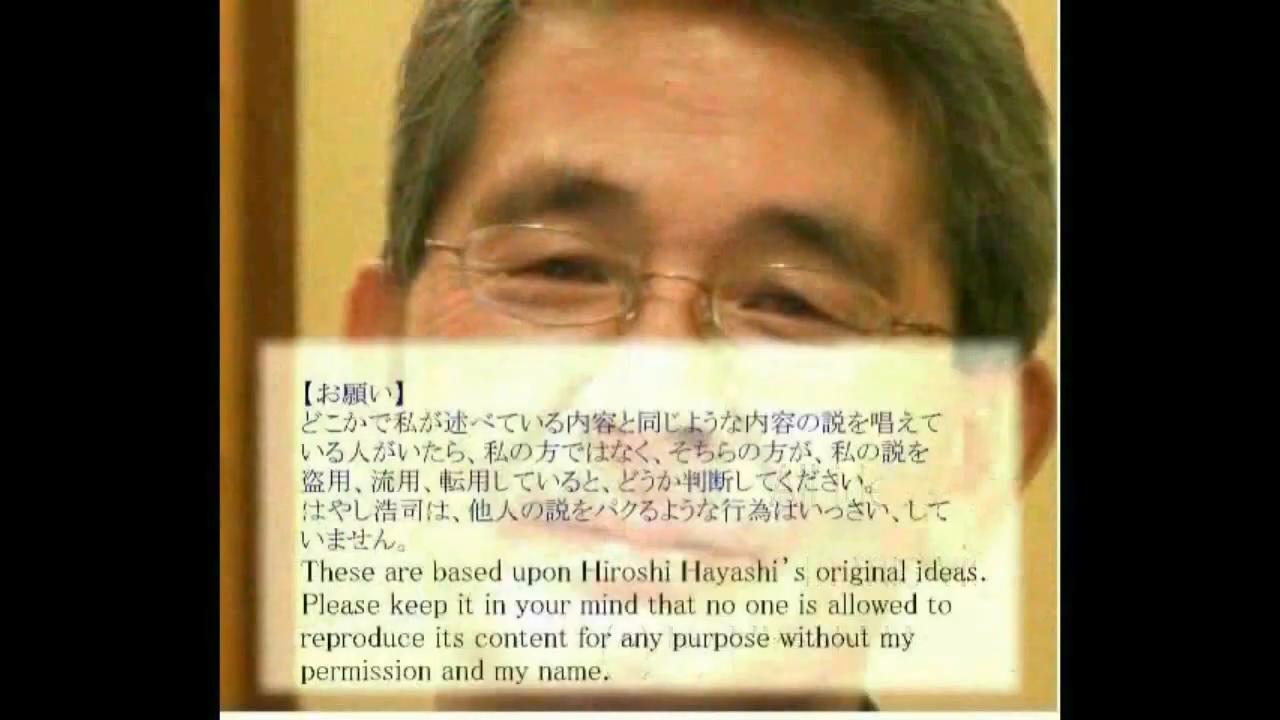 【お願い】
どこかで私が述べている内容と同じような内容の説を唱えて
いる人がいたら、私の方ではなく、そちらの方が、私の説を
盗用、流用、転用していると、どうか判断してください。
はやし浩司は、他人の説をパクるような行為はいっさい、して
いません。
These are based upon Hiroshi Hayashi's original ideas.
Please keep it in your mind that no one is allowed to
reproduce its content for any purpose without my
permission and my name.